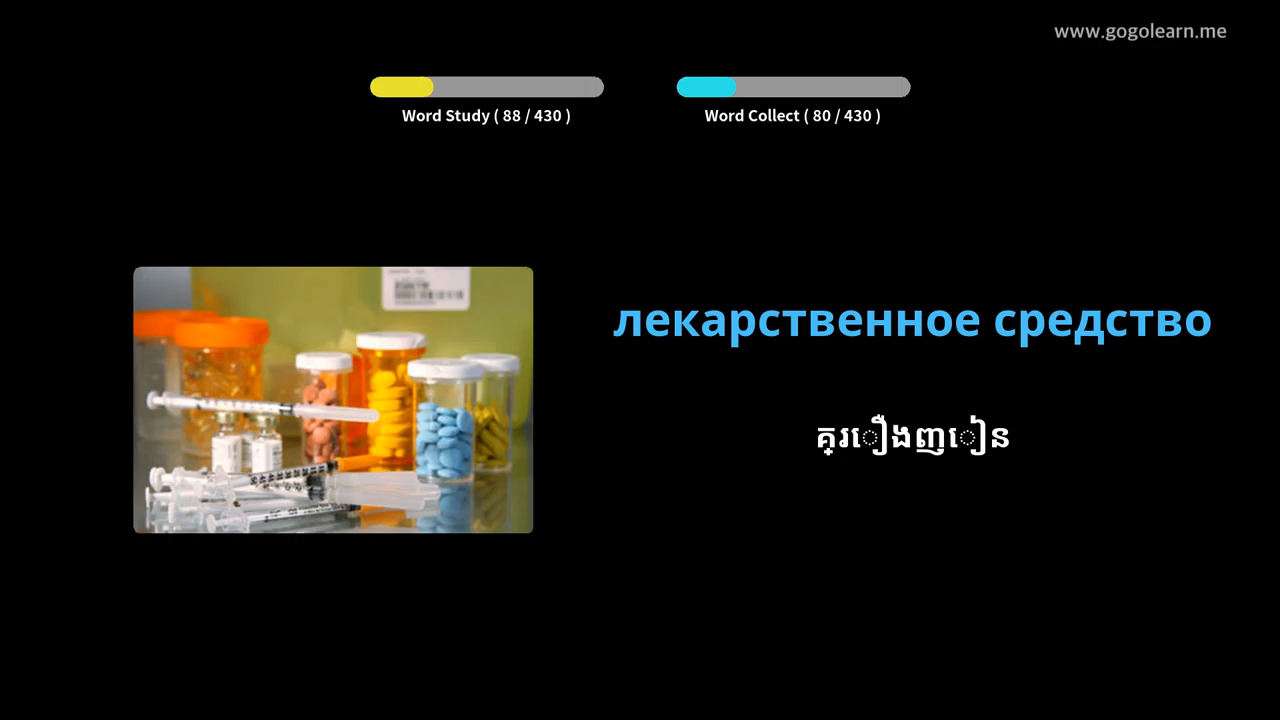 www.gogolearn.me
Word Study ( 88 / 430 )
Word Collect ( 80 / 430 )
лекарственное средство
គ្រឿងញៀន